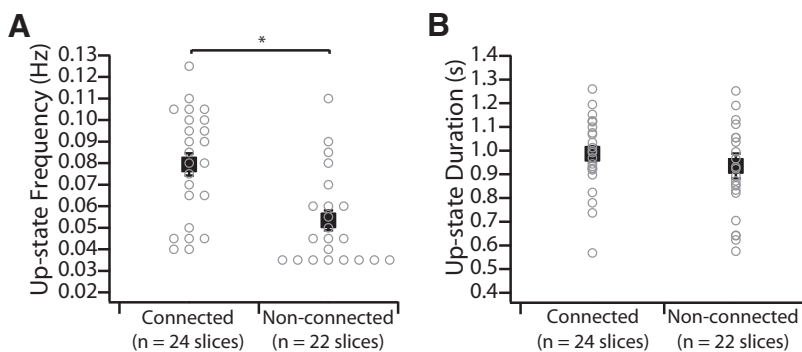 A
*
Up-state Frequency (Hz)
0.13
0.12
0.11
0.10
0.09
0.08
0.07
0.06
0.05
0.04
0.03
0.02
Connected
(n = 24 slices)
Non-connected
(n = 22 slices)
B
Up-state Duration (s)
1.4
1.3
1.2
1.1
1.0
0.9
0.8
0.7
0.6
0.5
0.4
Connected
(n = 24 slices)
Non-connected
(n = 22 slices)